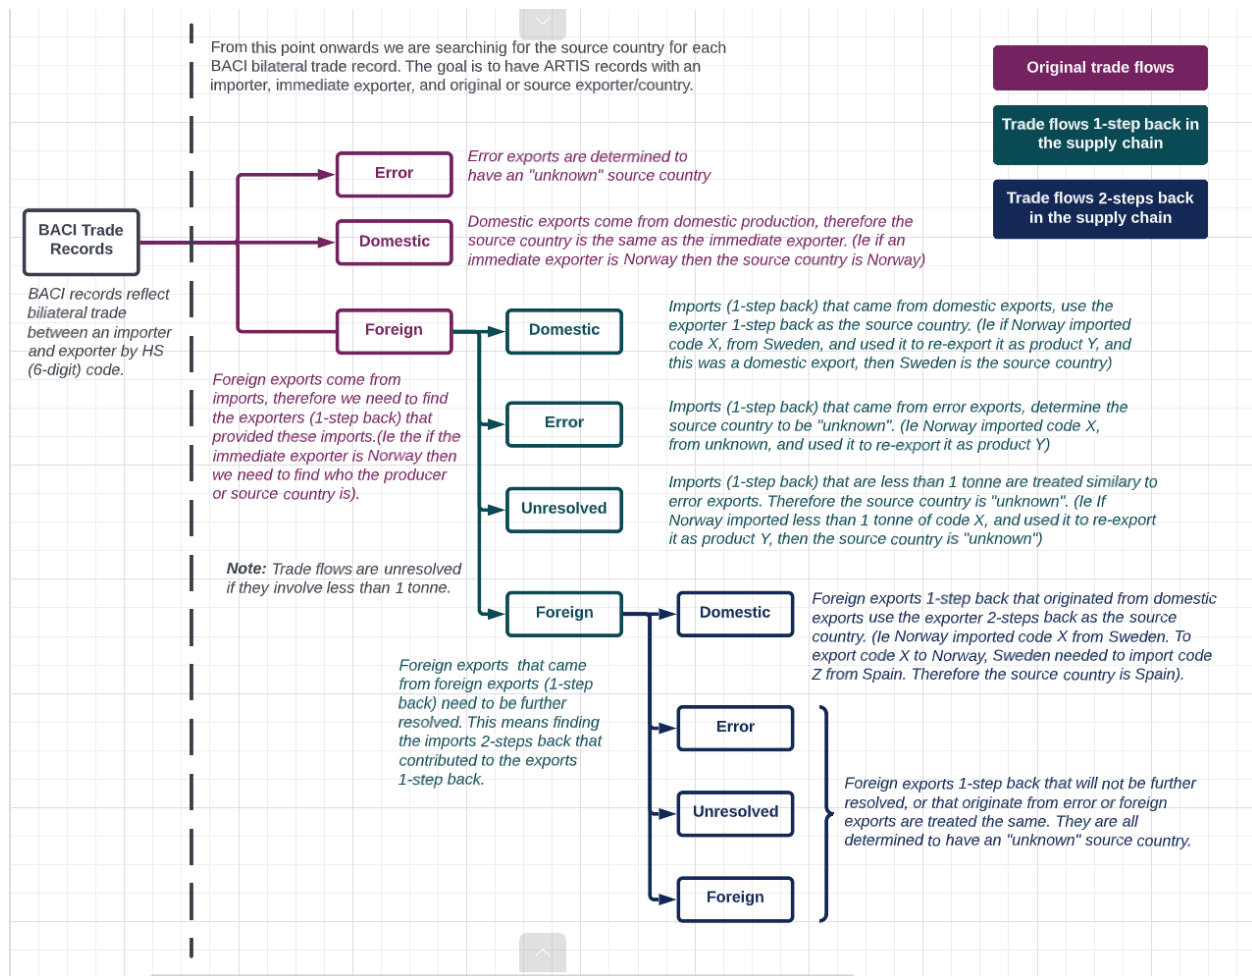 From this point onwards we are searchinig for the source country for each
BACI bilateral trade record. The goal is to have ARTIS records with an
importer, immediate exporter, and original or source exporter/country.
Original trade flows
Trade flows 1-step back in
the supply chain
Trade flows 2-steps back
in the supply chain
Error
Error exports are determined to
have an "unknown" source country
BACI Trade
Records
Domestic
Domestic exports come from domestic production, therefore the
source country is the same as the immediate exporter. (Ie if an
immediate exporter is Norway then the source country is Norway)
BACI records reflect
biliateral trade
between an importer
and exporter by HS
(6-digit) code.
Foreign
Foreign exports come from
imports, therefore we need to find
the exporters (1-step back) that
provided these imports.(Ie the if the
immediate exporter is Norway then
we need to find who the producer
or source country is).
Domestic
Imports (1-step back) that came from domestic exports, use the
exporter 1-step back as the source country. (Ie if Norway imported
code X, from Sweden, and used it to re-export it as product Y, and
this was a domestic export, then Sweden is the source country)
Error
Imports (1-step back) that came from error exports, determine the
source country to be "unknown". (Ie Norway imported code X,
from unknown, and used it to re-export it as product Y)
Unresolved
Imports (1-step back) that are less than 1 tonne are treated similary to
error exports. Therefore the source country is "unknown". (Ie If
Norway imported less than 1 tonne of code X, and used it to re-export
it as product Y, then the source country is "unknown")
Note: Trade flows are unresolved
if they involve less than 1 tonne.
Foreign
Foreign exports that came
from foreign exports (1-step
back) need to be further
resolved. This means finding
the imports 2-steps back that
contributed to the exports
1-step back.
Domestic
Foreign exports 1-step back that originated from domestic
exports use the exporter 2-steps back as the source
country. (Ie Norway imported code X from Sweden. To
export code X to Norway, Sweden needed to import code
Z from Spain. Therefore the source country is Spain).
Error
Unresolved
Foreign
Foreign exports 1-step back that will not be further
resolved, or that originate from error or foreign
exports are treated the same. They are all
determined to have an "unknown" source country.